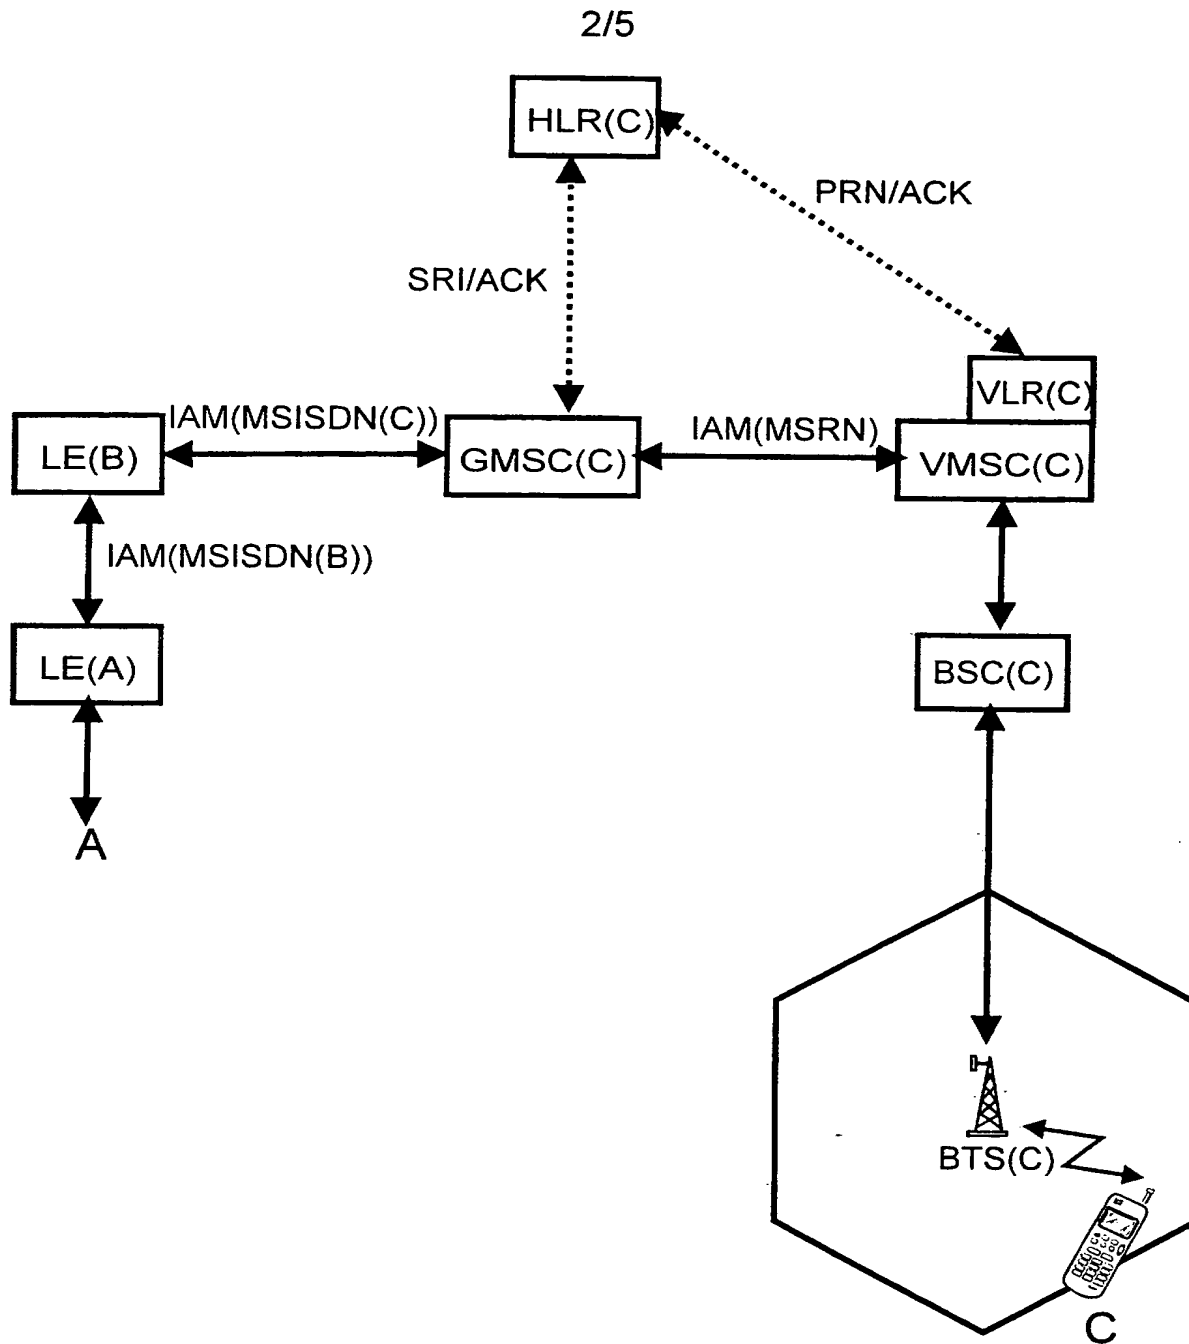 2/5
HLR(C)
PRN/ACK
SRI/ACK
VLR(C)
IAM(MSISDN(C))
IAM(MSRN)
LE(B)
GMSC(C)
VMSC(C)
IAM(MSISDN(B))
LE(A)
BSC(C)
A
BTS(C)
C